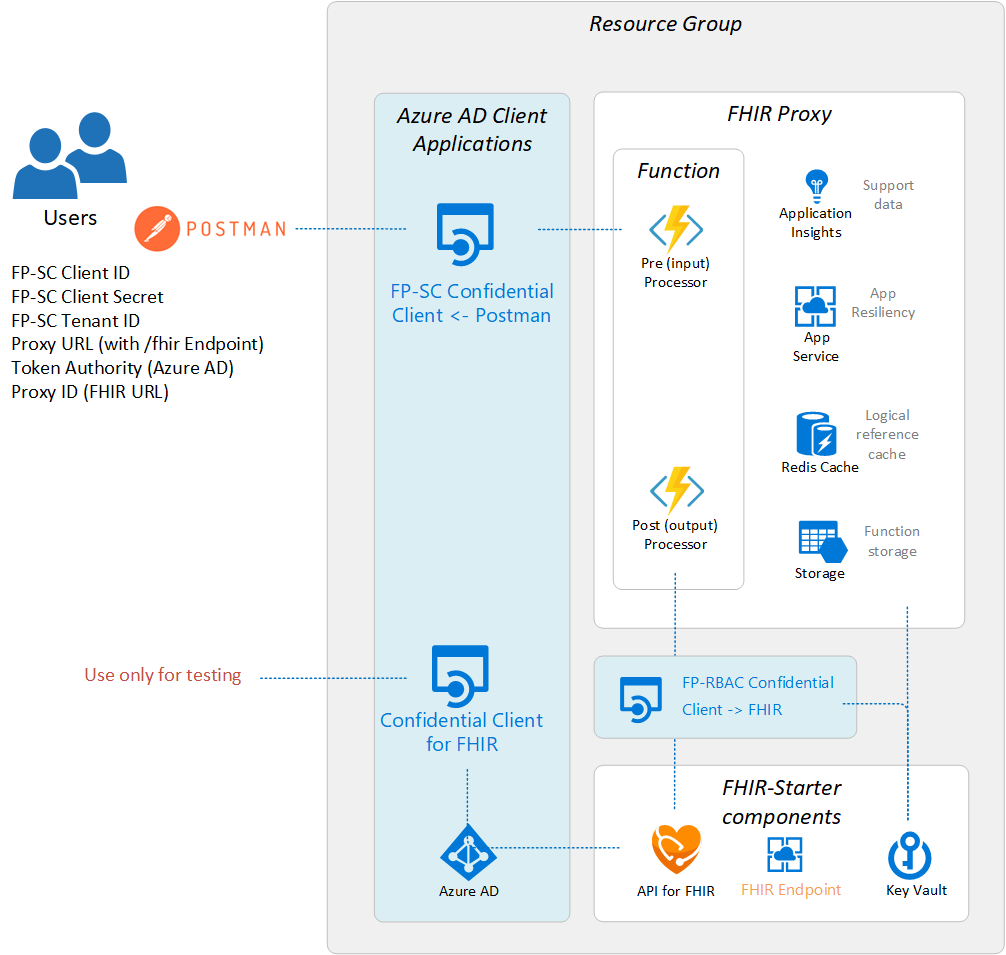 Resource Group
Users
POSTMAN
FP-SC Client ID
FP-SC Client Secret
FP-SC Tenant ID
Proxy URL (with /fhir Endpoint)
Token Authority (Azure AD)
Proxy ID (FHIR URL)
Use only for testing
Azure AD Client
Applications
FP-SC Confidential
Client <- Postman
Confidential Client
for FHIR
Azure AD
FHIR Proxy
Function
Pre (input)
Processor
Post (output)
Processor
Application
Insights
Support
data
App
Service
App
Resiliency
Redis Cache
Logical
reference
cache
Storage
Function
storage
FP-RBAC Confidential
Client -> FHIR
FHIR-Starter
components
API for FHIR
FHIR Endpoint
Key Vault